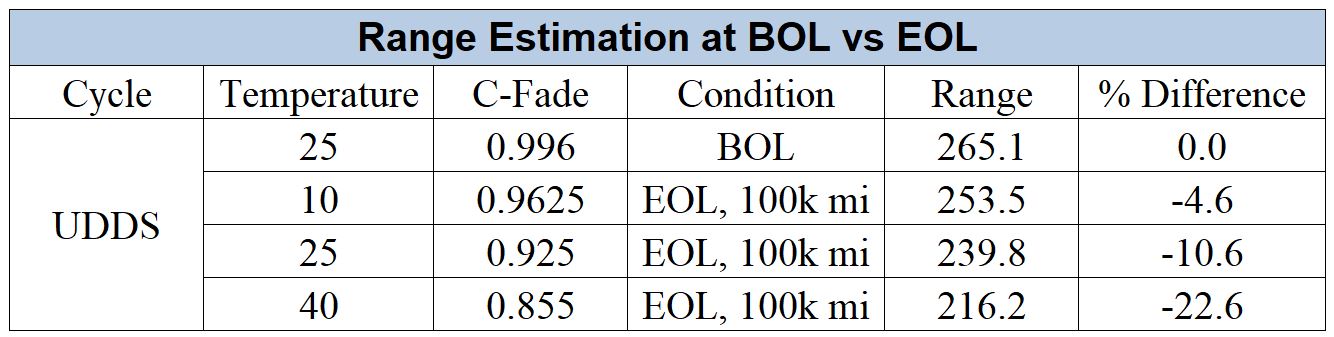 Range Estimation at BOL vs EOL
Cycle Temperature C-Fade Condition Range % Difference
UDDS 25 0.996 BOL 265.1 0.0
10 0.9625 EOL, 100k mi 253.5 -4.6
25 0.925 EOL, 100k mi 239.8 -10.6
40 0.855 EOL, 100k mi 216.2 -22.6